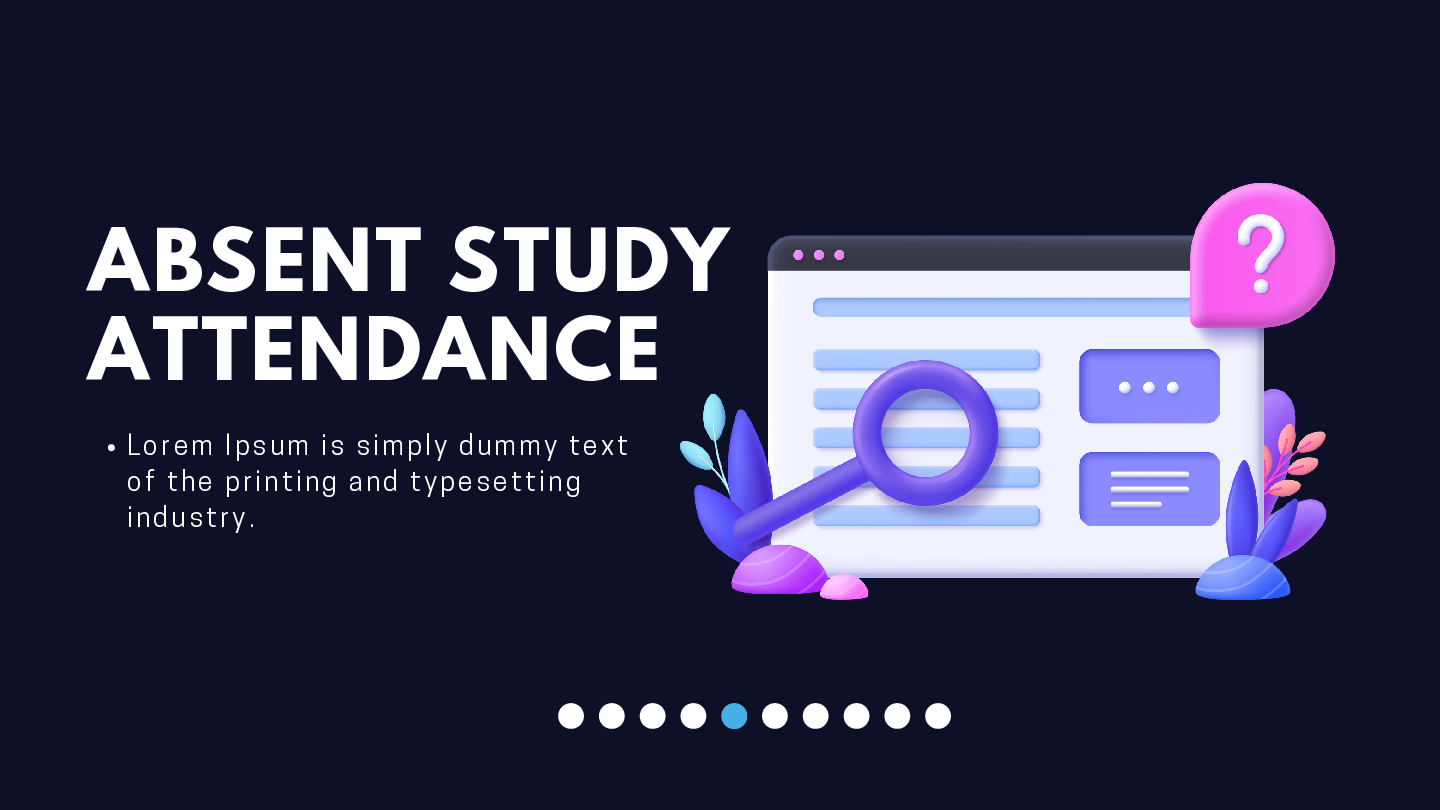 ABSENT STUDY
ATTENDANCE
• Lorem Ipsum is simply dummy text
of the printing and typesetting
industry.
?